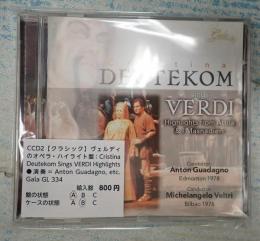 Gala
Cristina
DEUTEKOM
sings
VERDI
Highlights from Attila
& I Masnadieri
Conductor
Anton Guadagno
Edmonton 1978
Conductor
Michelangelo Veltri
Bilbao 1976
CCD2【クラシック】ヴェルディ
のオペラ・ハイライト盤:Cristina
Deutekom Sings VERDI Highlights
●演奏=Anton Guadagno, etc.
Gala GL 334
輸入盤 800円
盤の状態 A B C
ケースの状態 A B C